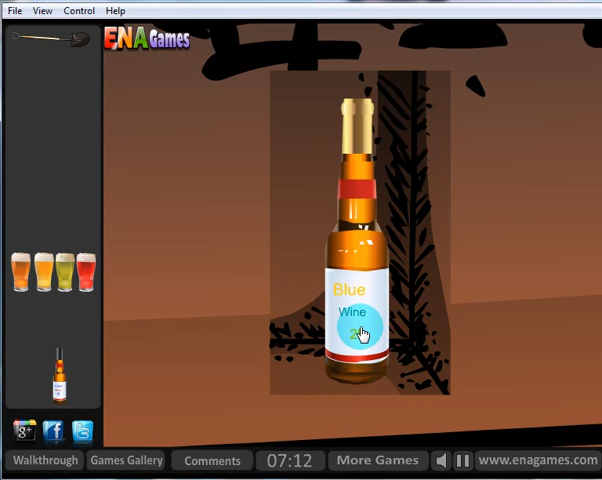 File View Control Help
ENA Games
Blue
Wine
g+ f t
Walkthrough Games Gallery Comments 07:12 More Games www.enagames.com